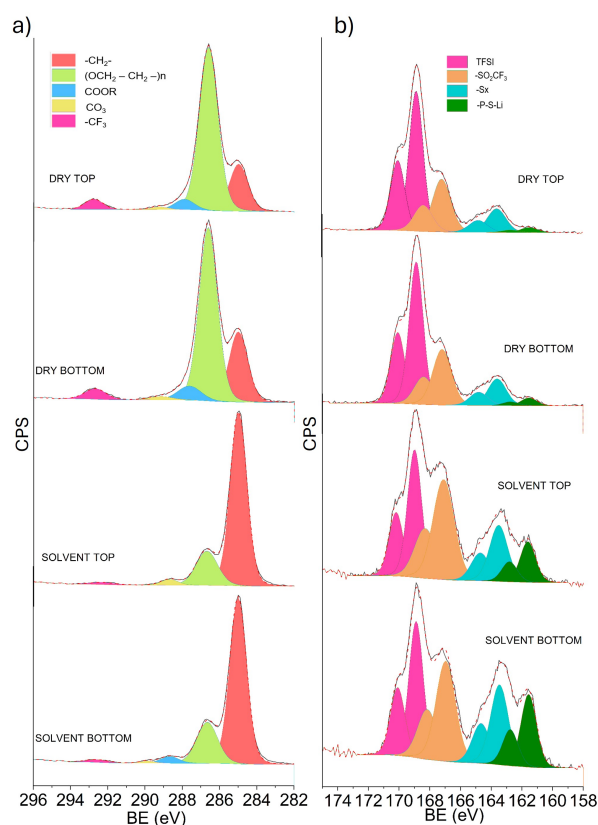 a)
-CH₂-
(OCH₂ – CH₂ –)n
COOR
CO₃
-CF₃
DRY TOP
DRY BOTTOM
SOLVENT TOP
SOLVENT BOTTOM
CPS
296 294 292 290 288 286 284 282
BE (eV)
b)
TFSI
-SO₂CF₃
-Sx
-P-S-Li
DRY TOP
DRY BOTTOM
SOLVENT TOP
SOLVENT BOTTOM
CPS
174 172 170 168 166 164 162 160 158
BE (eV)